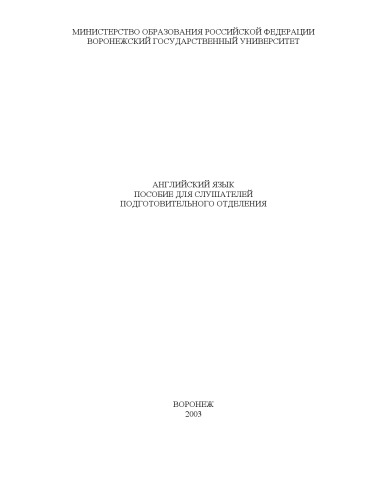 МИНИСТЕРСТВО ОБРАЗОВАНИЯ РОССИЙСКОЙ ФЕДЕРАЦИИ
ВОРОНЕЖСКИЙ ГОСУДАРСТВЕННЫЙ УНИВЕРСИТЕТ
АНГЛИЙСКИЙ ЯЗЫК
ПОСОБИЕ ДЛЯ СЛУШАТЕЛЕЙ
ПОДГОТОВИТЕЛЬНОГО ОТДЕЛЕНИЯ
ВОРОНЕЖ
2003